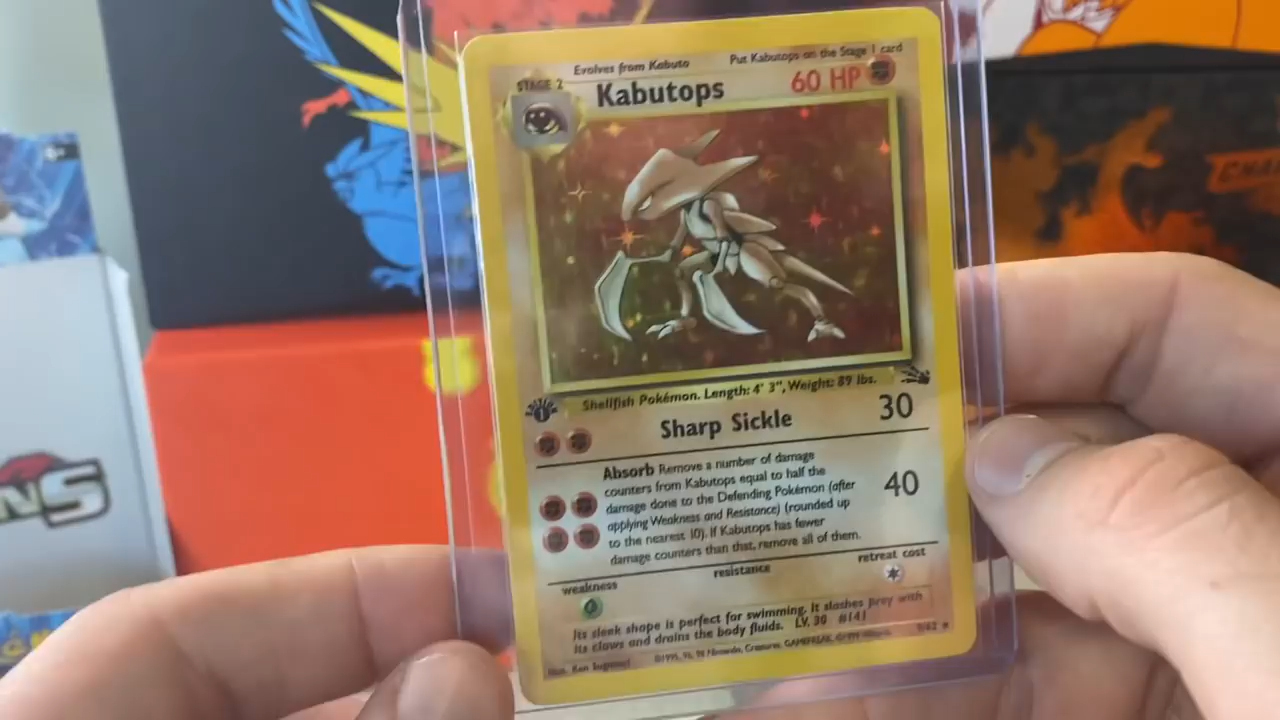 Evolves from Kabuto
Put Kabutops on the Stage 1 card
STAGE 2
Kabutops
60 HP
EDITION
1
Shellfish Pokémon. Length: 4' 3", Weight: 89 lbs.
Sharp Sickle
30
Absorb Remove a number of damage
counters from Kabutops equal to half the
damage done to the Defending Pokémon (after
applying Weakness and Resistance) (rounded up
to the nearest 10). If Kabutops has fewer
damage counters than that, remove all of them.
40
weakness
resistance
retreat cost
Its sleek shape is perfect for swimming. It slashes prey with
its claws and drains the body fluids. LV. 30 #141
Illus. Ken Sugimori
©1995, 96, 98 Nintendo, Creatures, GAMEFREAK. ©1999 Wizards.
9/62
NS
CHA